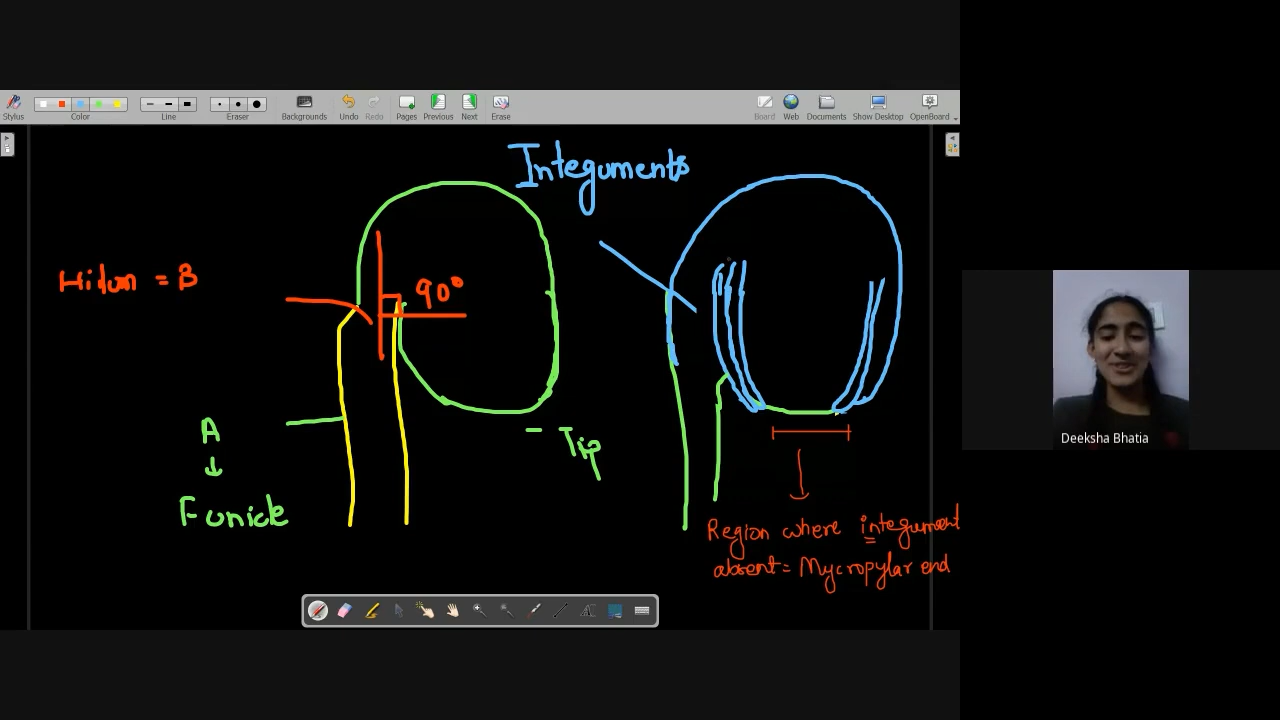 Stylus
Color
Line
Eraser
Backgrounds
Undo
Redo
Pages
Previous
Next
Erase
Board
Web
Documents
Show Desktop
OpenBoard
Integuments
Hilum = B
90°
A
Funicle
- Tip
Region where integument
absent = Mycropylar end
Deeksha Bhatia